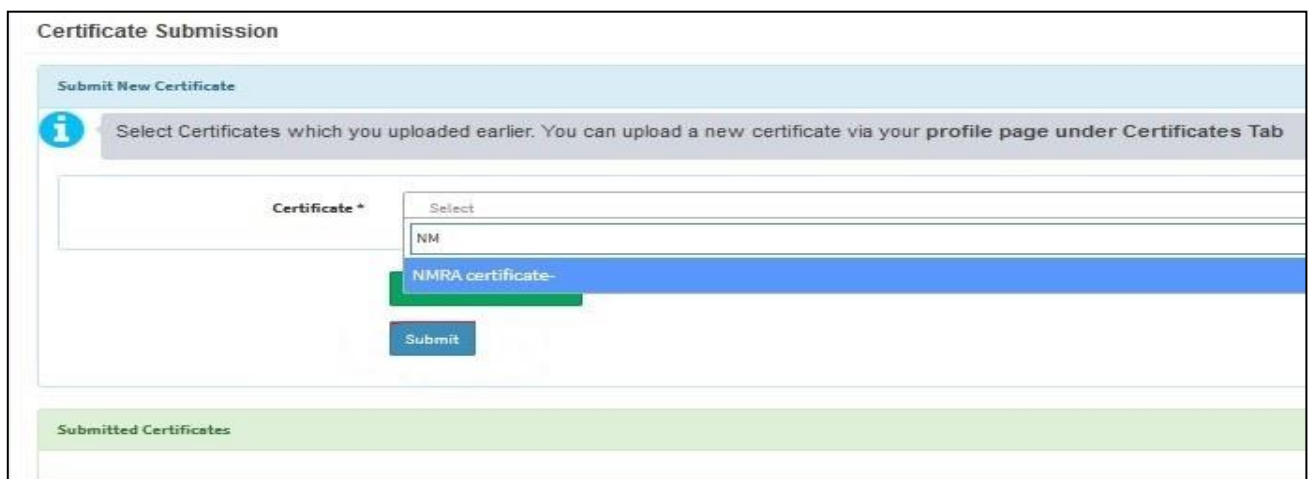 Certificate Submission
Submit New Certificate
Select Certificates which you uploaded earlier. You can upload a new certificate via your profile page under Certificates Tab
Certificate *
Select
NM
NMRA certificate-
Submit
Submitted Certificates